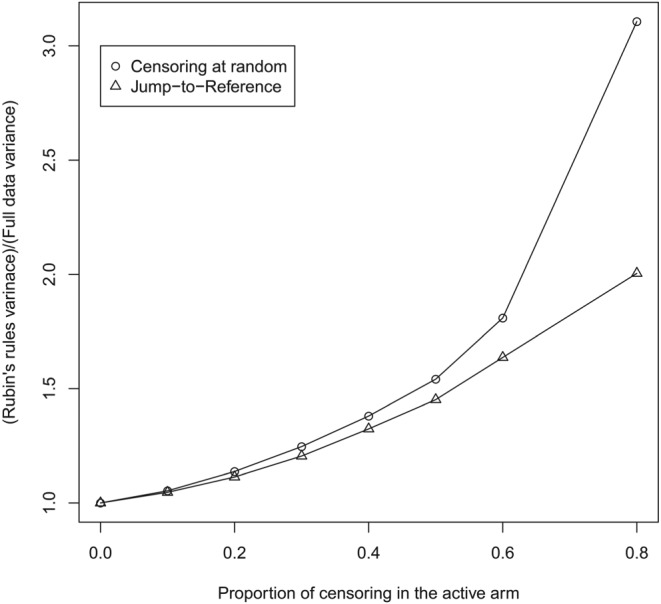 (Rubin's rules varinace)/(Full data variance)
3.0
2.5
2.0
1.5
1.0
Censoring at random
Jump−to−Reference
0.0 0.2 0.4 0.6 0.8
Proportion of censoring in the active arm